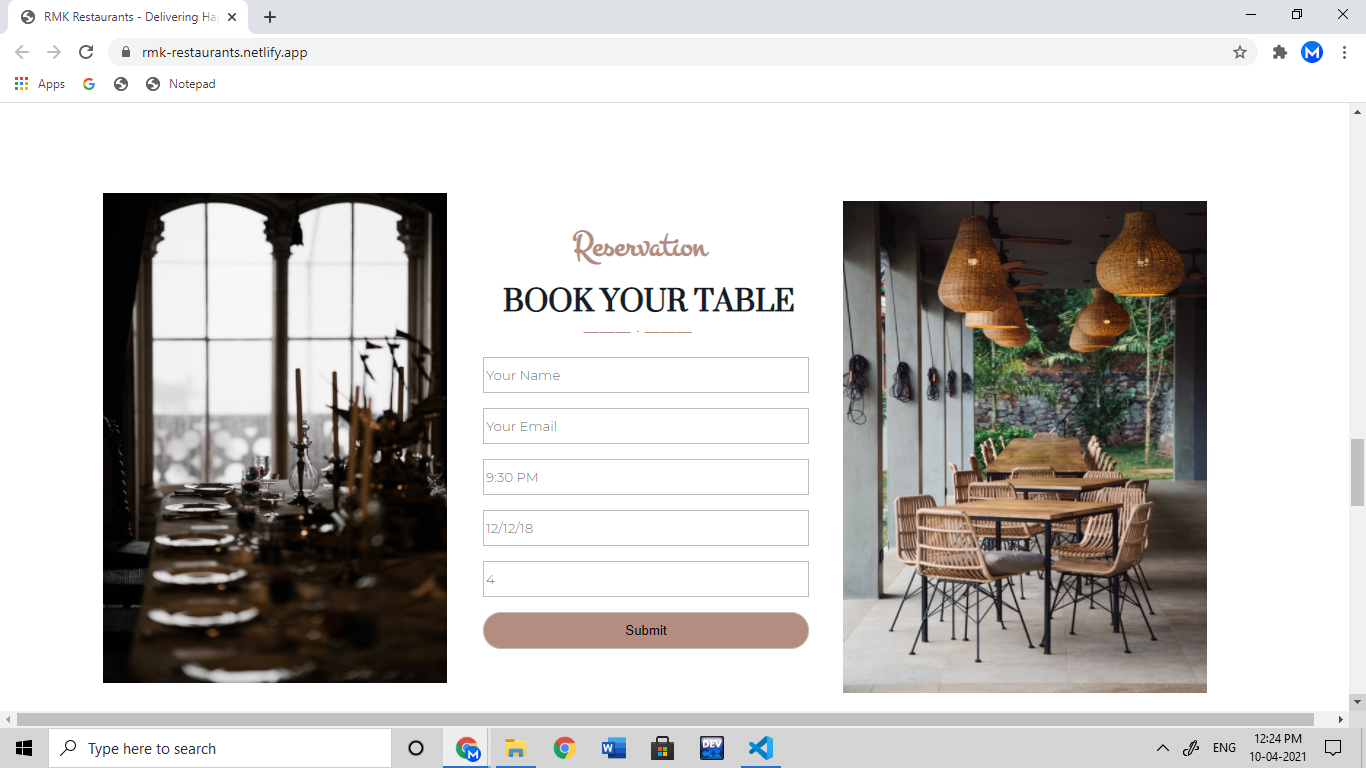 RMK Restaurants - Delivering Ha
rmk-restaurants.netlify.app
M
Apps
G
Notepad
Reservation
BOOK YOUR TABLE
Your Name
Your Email
9:30 PM
12/12/18
4
Submit
Type here to search
M
W
DEV
ENG
12:24 PM
10-04-2021